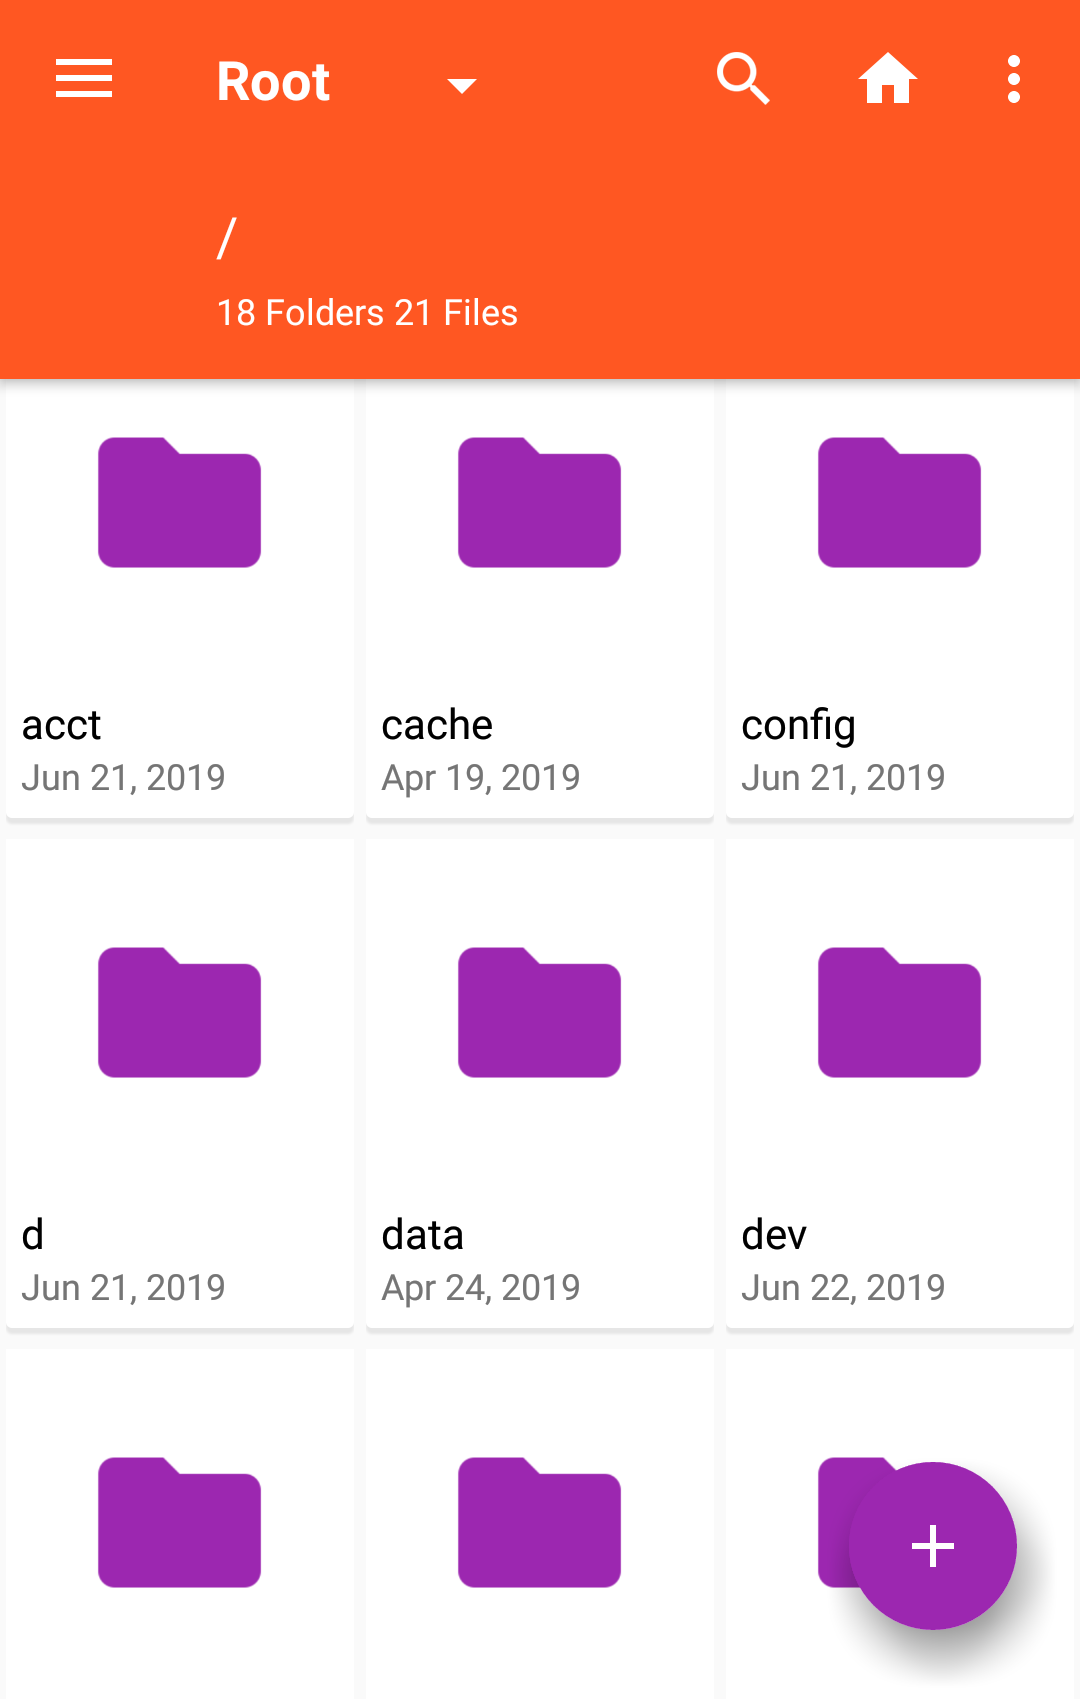 Root
/
18 Folders 21 Files
acct
Jun 21, 2019
cache
Apr 19, 2019
config
Jun 21, 2019
d
Jun 21, 2019
data
Apr 24, 2019
dev
Jun 22, 2019